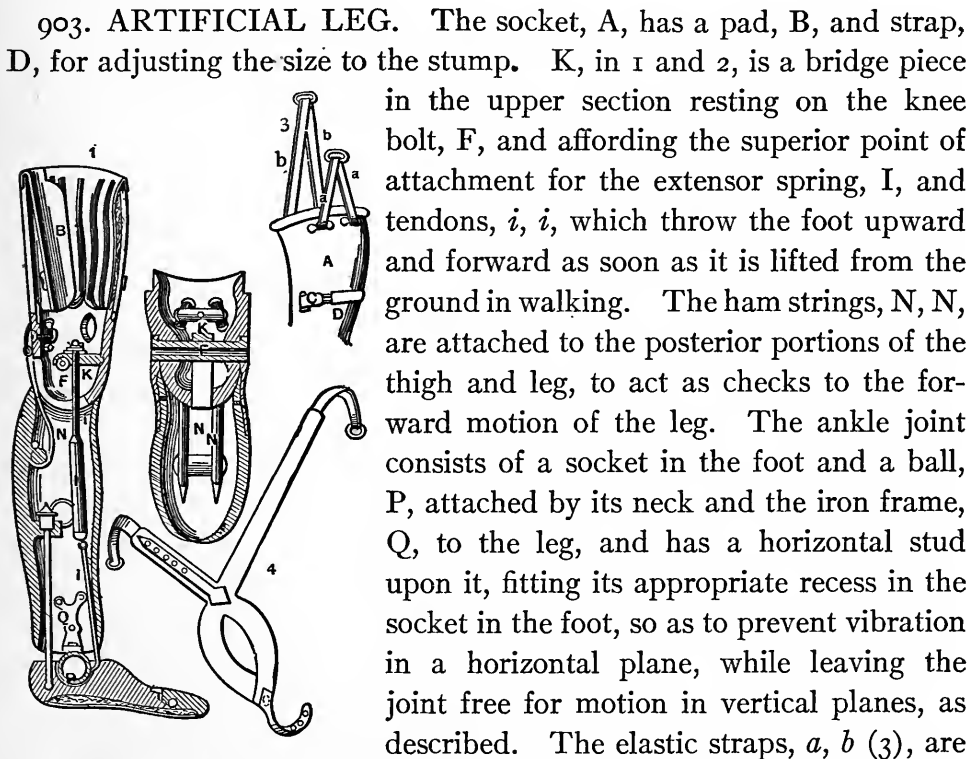 903. ARTIFICIAL LEG. The socket, A, has a pad, B, and strap,
D, for adjusting the size to the stump. K, in 1 and 2, is a bridge piece
in the upper section resting on the knee
bolt, F, and affording the superior point of
attachment for the extensor spring, I, and
tendons, i, i, which throw the foot upward
and forward as soon as it is lifted from the
ground in walking. The ham strings, N, N,
are attached to the posterior portions of the
thigh and leg, to act as checks to the for-
ward motion of the leg. The ankle joint
consists of a socket in the foot and a ball,
P, attached by its neck and the iron frame,
Q, to the leg, and has a horizontal stud
upon it, fitting its appropriate recess in the
socket in the foot, so as to prevent vibration
in a horizontal plane, while leaving the
joint free for motion in vertical planes, as
described. The elastic straps, a, b (3), are
1
B
F
K
N
i
I
i
Q
P
K
F
N
N
3
b
b
a
a
A
D
4